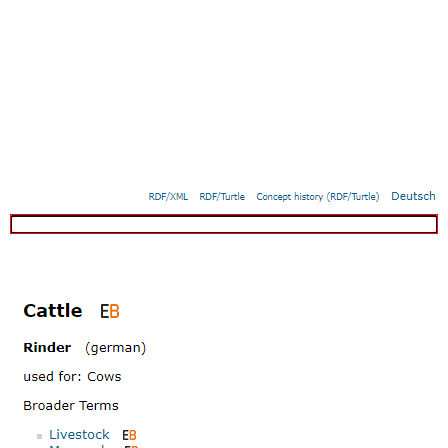 RDF/XML RDF/Turtle Concept history (RDF/Turtle) Deutsch
Cattle EB
Rinder (german)
used for: Cows
Broader Terms
Livestock EB